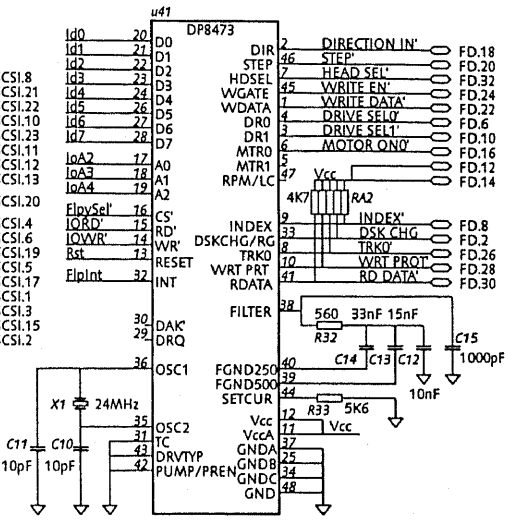 u41
DP8473
Id0 20 D0
Id1 21 D1
Id2 22 D2
Id3 23 D3
Id4 24 D4
Id5 26 D5
Id6 27 D6
Id7 28 D7
IoA2 17 A0
IoA3 18 A1
IoA4 19 A2
FlpySel' 16 CS'
IORD' 15 RD'
IOWR' 14 WR'
Rst 13 RESET
FlpInt 32 INT
30 DAK'
29 DRQ
36 OSC1
X1 24MHz
35 OSC2
31 TC
43 DRVTYP
42 PUMP/PREN
C11 C10
10pF 10pF
CSI.8
CSI.21
CSI.22
CSI.10
CSI.23
CSI.11
CSI.12
CSI.13
CSI.20
CSI.4
CSI.6
CSI.19
CSI.5
CSI.17
CSI.1
CSI.3
CSI.15
CSI.2
DIR 2 DIRECTION IN' FD.18
STEP 46 STEP' FD.20
HDSEL 7 HEAD SEL' FD.32
WGATE 45 WRITE EN' FD.24
WDATA 1 WRITE DATA' FD.22
DR0 4 DRIVE SEL0' FD.6
DR1 3 DRIVE SEL1' FD.10
MTR0 6 MOTOR ON0' FD.16
MTR1 5 FD.12
RPM/LC 47 FD.14
Vcc
4K7 RA2
INDEX 9 INDEX' FD.8
DSKCHG/RG 33 DSK CHG FD.2
TRK0 8 TRK0' FD.26
WRT PRT 10 WRT PROT' FD.28
RDATA 41 RD DATA' FD.30
FILTER 38
560 33nF 15nF C15
R32 C14 C13 C12 1000pF
10nF
FGND250 40
FGND500 39
SETCUR 44 R33 5K6
Vcc 12
VccA 11 Vcc
GNDA 37
GNDB 25
GNDC 34
GND 48